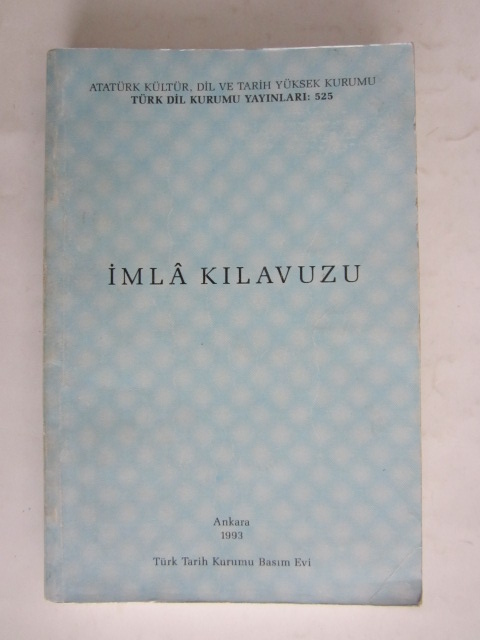 ATATÜRK KÜLTÜR, DİL VE TARİH YÜKSEK KURUMU
TÜRK DİL KURUMU YAYINLARI: 525
İMLÂ KILAVUZU
Ankara
1993
Türk Tarih Kurumu Basım Evi